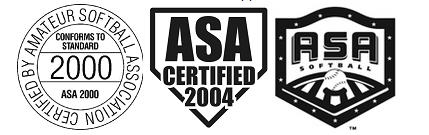 CERTIFIED BY AMATEUR SOFTBALL ASSOCIATION
CONFORMS TO
STANDARD
2000
ASA 2000
ASA
CERTIFIED
2004
ASA
SOFTBALL
TM